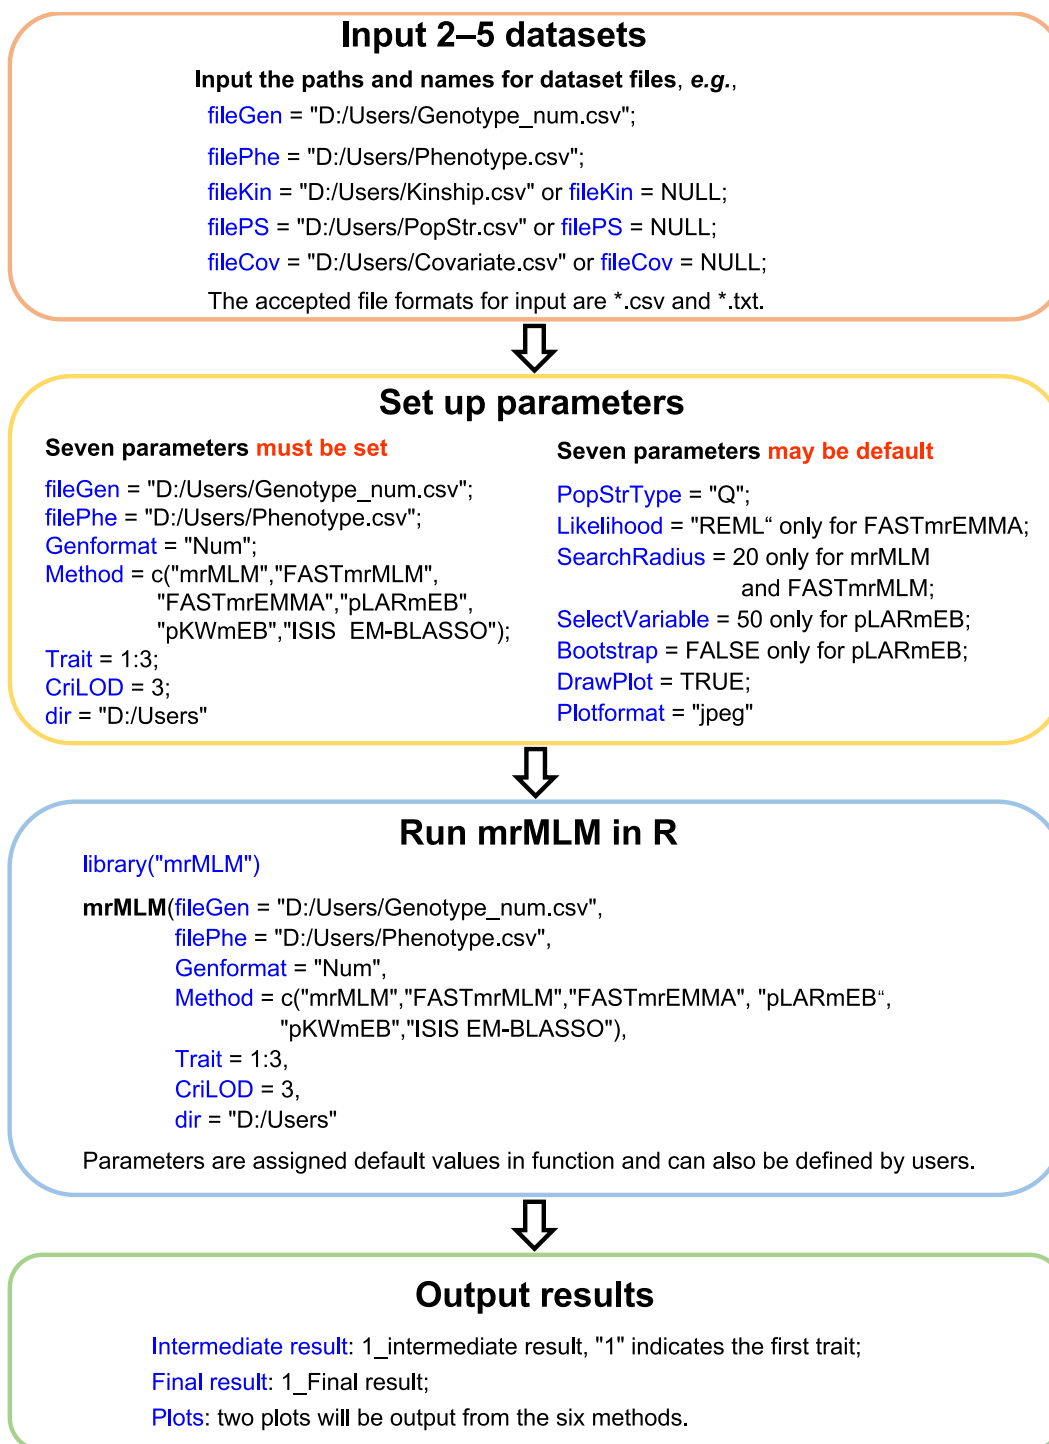 Input 2–5 datasets
Input the paths and names for dataset files, e.g.,
fileGen = "D:/Users/Genotype_num.csv";
filePhe = "D:/Users/Phenotype.csv";
fileKin = "D:/Users/Kinship.csv" or fileKin = NULL;
filePS = "D:/Users/PopStr.csv" or filePS = NULL;
fileCov = "D:/Users/Covariate.csv" or fileCov = NULL;
The accepted file formats for input are *.csv and *.txt.
Set up parameters
Seven parameters must be set
fileGen = "D:/Users/Genotype_num.csv";
filePhe = "D:/Users/Phenotype.csv";
Genformat = "Num";
Method = c("mrMLM","FASTmrMLM",
"FASTmrEMMA","pLARmEB",
"pKWmEB","ISIS EM-BLASSO");
Trait = 1:3;
CriLOD = 3;
dir = "D:/Users"
Seven parameters may be default
PopStrType = "Q";
Likelihood = "REML“ only for FASTmrEMMA;
SearchRadius = 20 only for mrMLM
and FASTmrMLM;
SelectVariable = 50 only for pLARmEB;
Bootstrap = FALSE only for pLARmEB;
DrawPlot = TRUE;
Plotformat = "jpeg"
Run mrMLM in R
library("mrMLM")
mrMLM(fileGen = "D:/Users/Genotype_num.csv",
filePhe = "D:/Users/Phenotype.csv",
Genformat = "Num",
Method = c("mrMLM","FASTmrMLM","FASTmrEMMA", "pLARmEB“,
"pKWmEB","ISIS EM-BLASSO"),
Trait = 1:3,
CriLOD = 3,
dir = "D:/Users"
Parameters are assigned default values in function and can also be defined by users.
Output results
Intermediate result: 1_intermediate result, "1" indicates the first trait;
Final result: 1_Final result;
Plots: two plots will be output from the six methods.